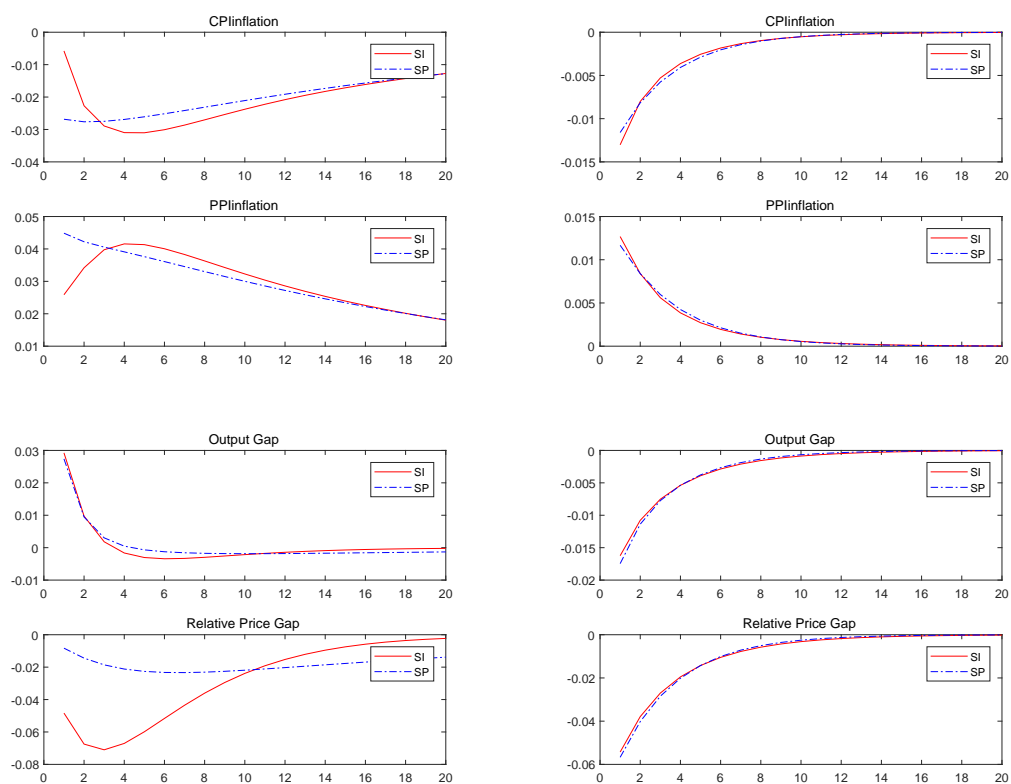 CPIinflation
0
-0.01
-0.02
-0.03
-0.04
0 2 4 6 8 10 12 14 16 18 20
SI
SP
CPIinflation
0
-0.005
-0.01
-0.015
0 2 4 6 8 10 12 14 16 18 20
SI
SP
PPIinflation
0.05
0.04
0.03
0.02
0.01
0 2 4 6 8 10 12 14 16 18 20
SI
SP
PPIinflation
0.015
0.01
0.005
0
0 2 4 6 8 10 12 14 16 18 20
SI
SP
Output Gap
0.03
0.02
0.01
0
-0.01
0 2 4 6 8 10 12 14 16 18 20
SI
SP
Output Gap
0
-0.005
-0.01
-0.015
-0.02
0 2 4 6 8 10 12 14 16 18 20
SI
SP
Relative Price Gap
0
-0.02
-0.04
-0.06
-0.08
0 2 4 6 8 10 12 14 16 18 20
SI
SP
Relative Price Gap
0
-0.02
-0.04
-0.06
0 2 4 6 8 10 12 14 16 18 20
SI
SP